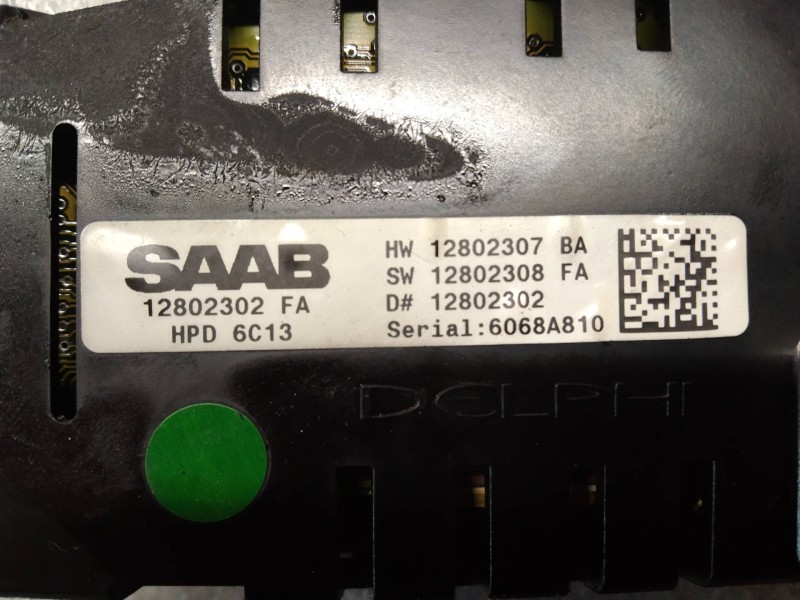 SAAB
12802302 FA
HPD 6C13
HW 12802307 BA
SW 12802308 FA
D# 12802302
Serial:6068A810
DELPHI